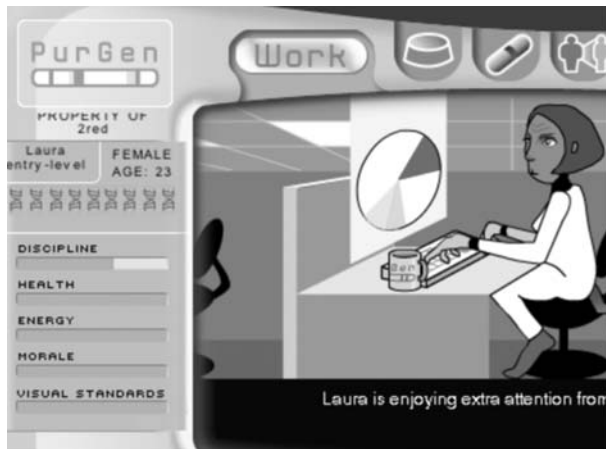 PurGen
Work
PROPERTY OF
2red
Laura
entry-level
FEMALE
AGE: 23
DISCIPLINE
HEALTH
ENERGY
MORALE
VISUAL STANDARDS
Laura is enjoying extra attention from